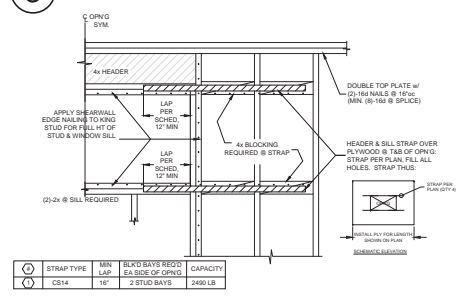 ℄ OPN'G
SYM.
4x HEADER
DOUBLE TOP PLATE w/
(2)-16d NAILS @ 16"oc
(MIN. (8)-16d @ SPLICE)
APPLY SHEARWALL
EDGE NAILING TO KING
STUD FOR FULL HT OF
STUD & WINDOW SILL
LAP
PER
SCHED,
12" MIN
4x BLOCKING
REQUIRED @ STRAP
HEADER & SILL STRAP OVER
PLYWOOD @ T&B OF OPN'G:
STRAP PER PLAN, FILL ALL
HOLES. STRAP THUS:
LAP
PER
SCHED,
12" MIN
(2)-2x @ SILL REQUIRED
STRAP PER
PLAN (QTY 4)
INSTALL PLY FOR LENGTH
SHOWN ON PLAN
SCHEMATIC ELEVATION
# STRAP TYPE MIN LAP BLK'D BAYS REQ'D EA SIDE OF OPN'G CAPACITY
1 CS14 16" 2 STUD BAYS 2490 LB